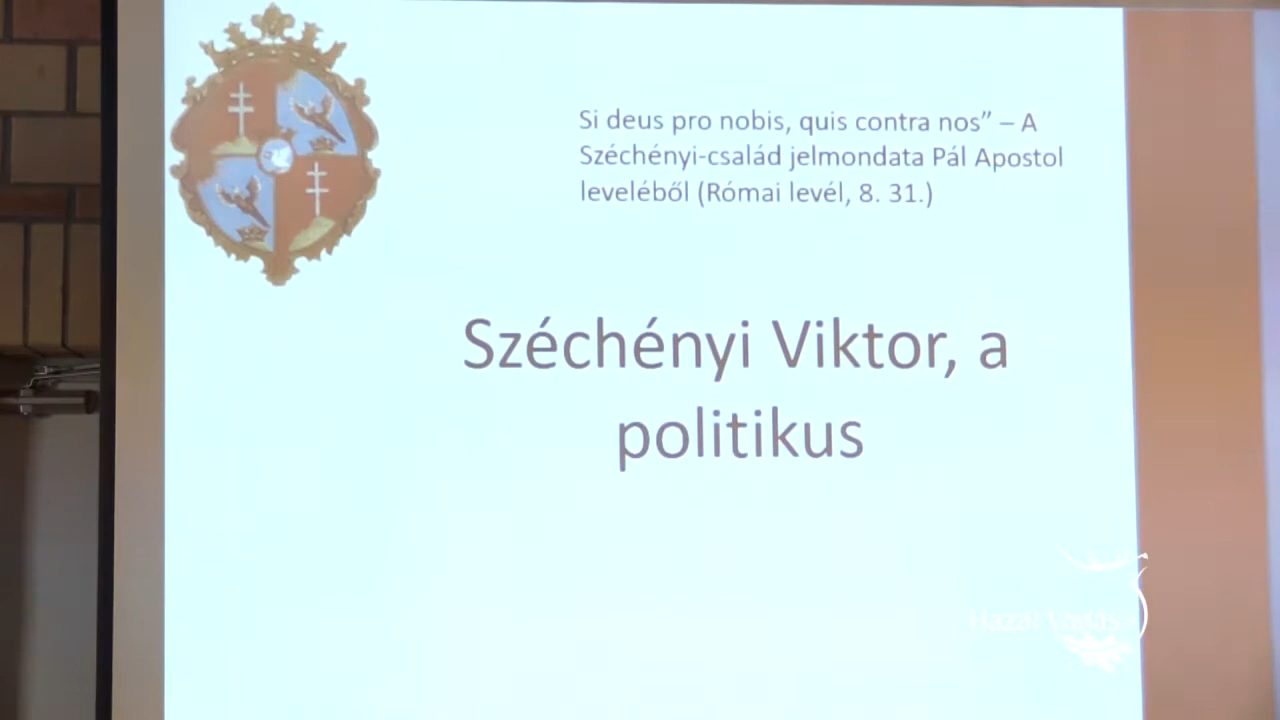 Si deus pro nobis, quis contra nos” – A
Széchényi-család jelmondata Pál Apostol
leveléből (Római levél, 8. 31.)
Széchényi Viktor, a
politikus